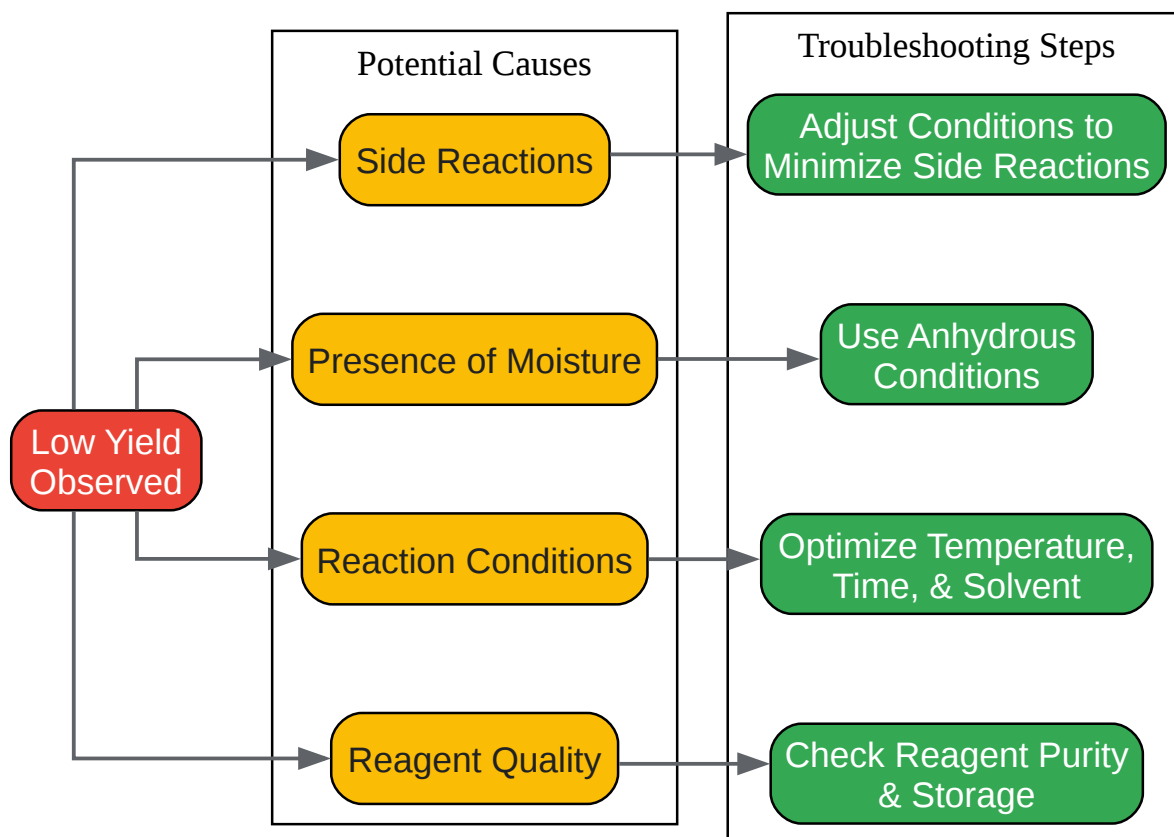 Potential Causes
Troubleshooting Steps
Side Reactions
Adjust Conditions to
Minimize Side Reactions
Presence of Moisture
Use Anhydrous
Conditions
Low Yield
Observed
Reaction Conditions
Optimize Temperature,
Time, & Solvent
Reagent Quality
Check Reagent Purity
& Storage